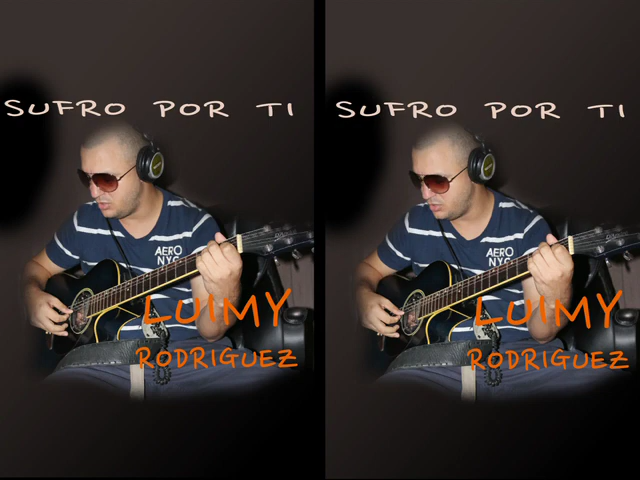 SUFRO POR TI
AERO
NYC
LUIMY
RODRIGUEZ
SUFRO POR TI
AERO
NYC
LUIMY
RODRIGUEZ